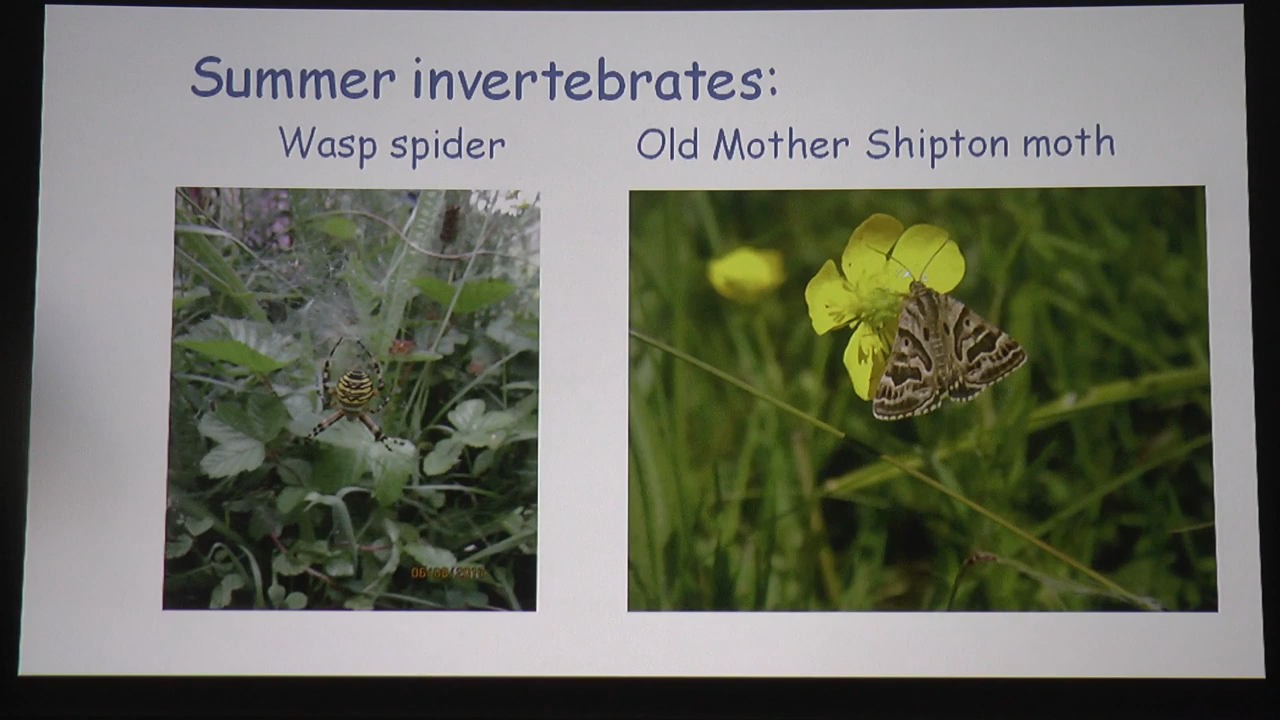 Summer invertebrates:
Wasp spider
Old Mother Shipton moth